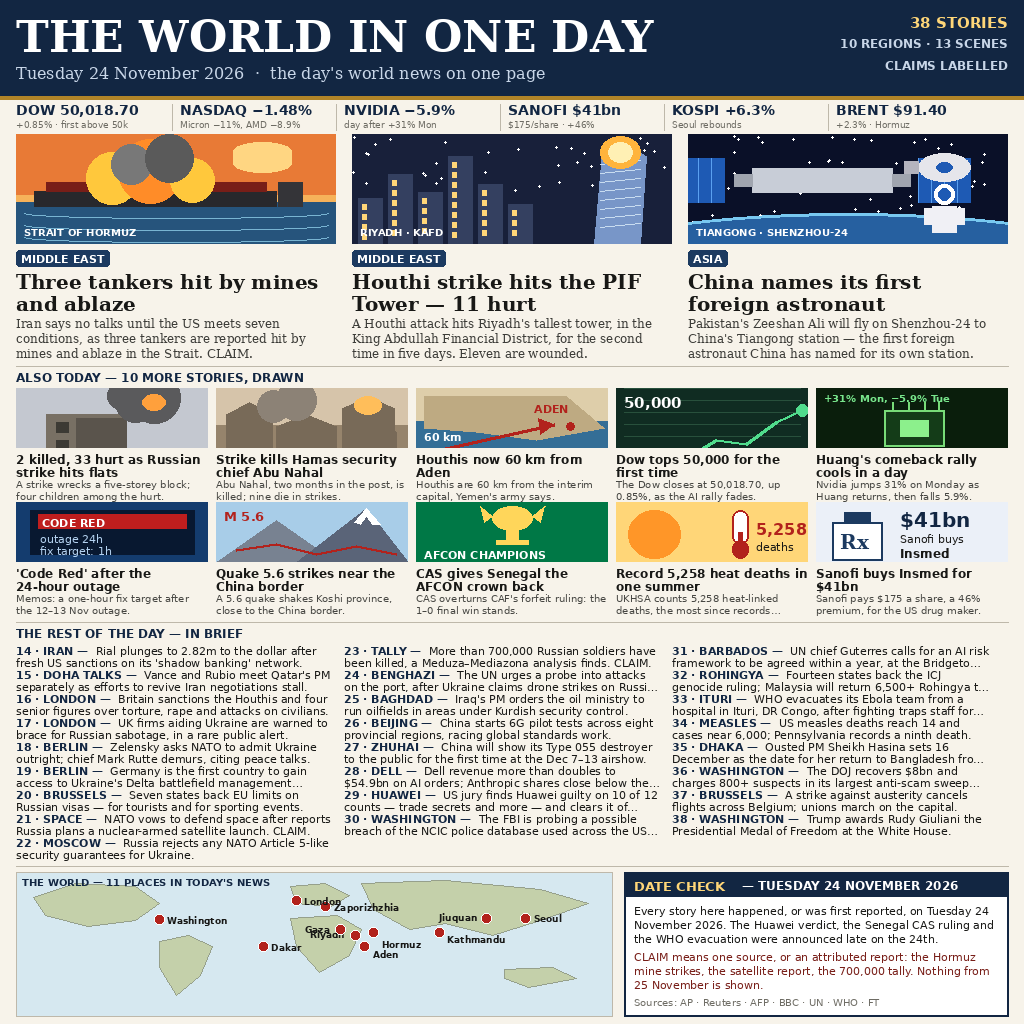 THE WORLD IN ONE DAY
Tuesday 24 November 2026 · the day's world news on one page
38 STORIES
10 REGIONS · 13 SCENES
CLAIMS LABELLED
DOW 50,018.70
+0.85% · first above 50k
NASDAQ −1.48%
Micron −11%, AMD −8.9%
NVIDIA −5.9%
day after +31% Mon
SANOFI $41bn
$175/share · +46%
KOSPI +6.3%
Seoul rebounds
BRENT $91.40
+2.3% · Hormuz
STRAIT OF HORMUZ
RIYADH · KAFD
TIANGONG · SHENZHOU-24
MIDDLE EAST
Three tankers hit by mines
and ablaze
Iran says no talks until the US meets seven
conditions, as three tankers are reported hit by
mines and ablaze in the Strait. CLAIM.
MIDDLE EAST
Houthi strike hits the PIF
Tower — 11 hurt
A Houthi attack hits Riyadh's tallest tower, in the
King Abdullah Financial District, for the second
time in five days. Eleven are wounded.
ASIA
China names its first
foreign astronaut
Pakistan's Zeeshan Ali will fly on Shenzhou-24 to
China's Tiangong station — the first foreign
astronaut China has named for its own station.
ALSO TODAY — 10 MORE STORIES, DRAWN
2 killed, 33 hurt as Russian
strike hits flats
A strike wrecks a five-storey block;
four children among the hurt.
Strike kills Hamas security
chief Abu Nahal
Abu Nahal, two months in the post, is
killed; nine die in strikes.
ADEN
60 km
Houthis now 60 km from
Aden
Houthis are 60 km from the interim
capital, Yemen's army says.
50,000
Dow tops 50,000 for the
first time
The Dow closes at 50,018.70, up
0.85%, as the AI rally fades.
+31% Mon, −5.9% Tue
Huang's comeback rally
cools in a day
Nvidia jumps 31% on Monday as
Huang returns, then falls 5.9%.
CODE RED
outage 24h
fix target: 1h
'Code Red' after the
24-hour outage
Memos: a one-hour fix target after
the 12–13 Nov outage.
M 5.6
Quake 5.6 strikes near the
China border
A 5.6 quake shakes Koshi province,
close to the China border.
AFCON CHAMPIONS
CAS gives Senegal the
AFCON crown back
CAS overturns CAF's forfeit ruling: the
1–0 final win stands.
5,258
deaths
Record 5,258 heat deaths in
one summer
UKHSA counts 5,258 heat-linked
deaths, the most since records…
Rx
$41bn
Sanofi buys
Insmed
Sanofi buys Insmed for
$41bn
Sanofi pays $175 a share, a 46%
premium, for the US drug maker.
THE REST OF THE DAY — IN BRIEF
14 · IRAN — Rial plunges to 2.82m to the dollar after
fresh US sanctions on its 'shadow banking' network.
15 · DOHA TALKS — Vance and Rubio meet Qatar's PM
separately as efforts to revive Iran negotiations stall.
16 · LONDON — Britain sanctions the Houthis and four
senior figures over torture, rape and attacks on civilians.
17 · LONDON — UK firms aiding Ukraine are warned to
brace for Russian sabotage, in a rare public alert.
18 · BERLIN — Zelensky asks NATO to admit Ukraine
outright; chief Mark Rutte demurs, citing peace talks.
19 · BERLIN — Germany is the first country to gain
access to Ukraine's Delta battlefield management…
20 · BRUSSELS — Seven states back EU limits on
Russian visas — for tourists and for sporting events.
21 · SPACE — NATO vows to defend space after reports
Russia plans a nuclear-armed satellite launch. CLAIM.
22 · MOSCOW — Russia rejects any NATO Article 5-like
security guarantees for Ukraine.
23 · TALLY — More than 700,000 Russian soldiers have
been killed, a Meduza–Mediazona analysis finds. CLAIM.
24 · BENGHAZI — The UN urges a probe into attacks
on the port, after Ukraine claims drone strikes on Russi…
25 · BAGHDAD — Iraq's PM orders the oil ministry to
run oilfields in areas under Kurdish security control.
26 · BEIJING — China starts 6G pilot tests across eight
provincial regions, racing global standards work.
27 · ZHUHAI — China will show its Type 055 destroyer
to the public for the first time at the Dec 7–13 airshow.
28 · DELL — Dell revenue more than doubles to
$54.9bn on AI orders; Anthropic shares close below the…
29 · HUAWEI — US jury finds Huawei guilty on 10 of 12
counts — trade secrets and more — and clears it of…
30 · WASHINGTON — The FBI is probing a possible
breach of the NCIC police database used across the US…
31 · BARBADOS — UN chief Guterres calls for an AI risk
framework to be agreed within a year, at the Bridgeto…
32 · ROHINGYA — Fourteen states back the ICJ
genocide ruling; Malaysia will return 6,500+ Rohingya t…
33 · ITURI — WHO evacuates its Ebola team from a
hospital in Ituri, DR Congo, after fighting traps staff for…
34 · MEASLES — US measles deaths reach 14 and
cases near 6,000; Pennsylvania records a ninth death.
35 · DHAKA — Ousted PM Sheikh Hasina sets 16
December as the date for her return to Bangladesh fro…
36 · WASHINGTON — The DOJ recovers $8bn and
charges 800+ suspects in its largest anti-scam sweep…
37 · BRUSSELS — A strike against austerity cancels
flights across Belgium; unions march on the capital.
38 · WASHINGTON — Trump awards Rudy Giuliani the
Presidential Medal of Freedom at the White House.
THE WORLD — 11 PLACES IN TODAY'S NEWS
London
Zaporizhzhia
Washington
Gaza
Riyadh
Dakar
Hormuz
Aden
Jiuquan
Seoul
Kathmandu
DATE CHECK — TUESDAY 24 NOVEMBER 2026
Every story here happened, or was first reported, on Tuesday 24
November 2026. The Huawei verdict, the Senegal CAS ruling and
the WHO evacuation were announced late on the 24th.
CLAIM means one source, or an attributed report: the Hormuz
mine strikes, the satellite report, the 700,000 tally. Nothing from
25 November is shown.
Sources: AP · Reuters · AFP · BBC · UN · WHO · FT